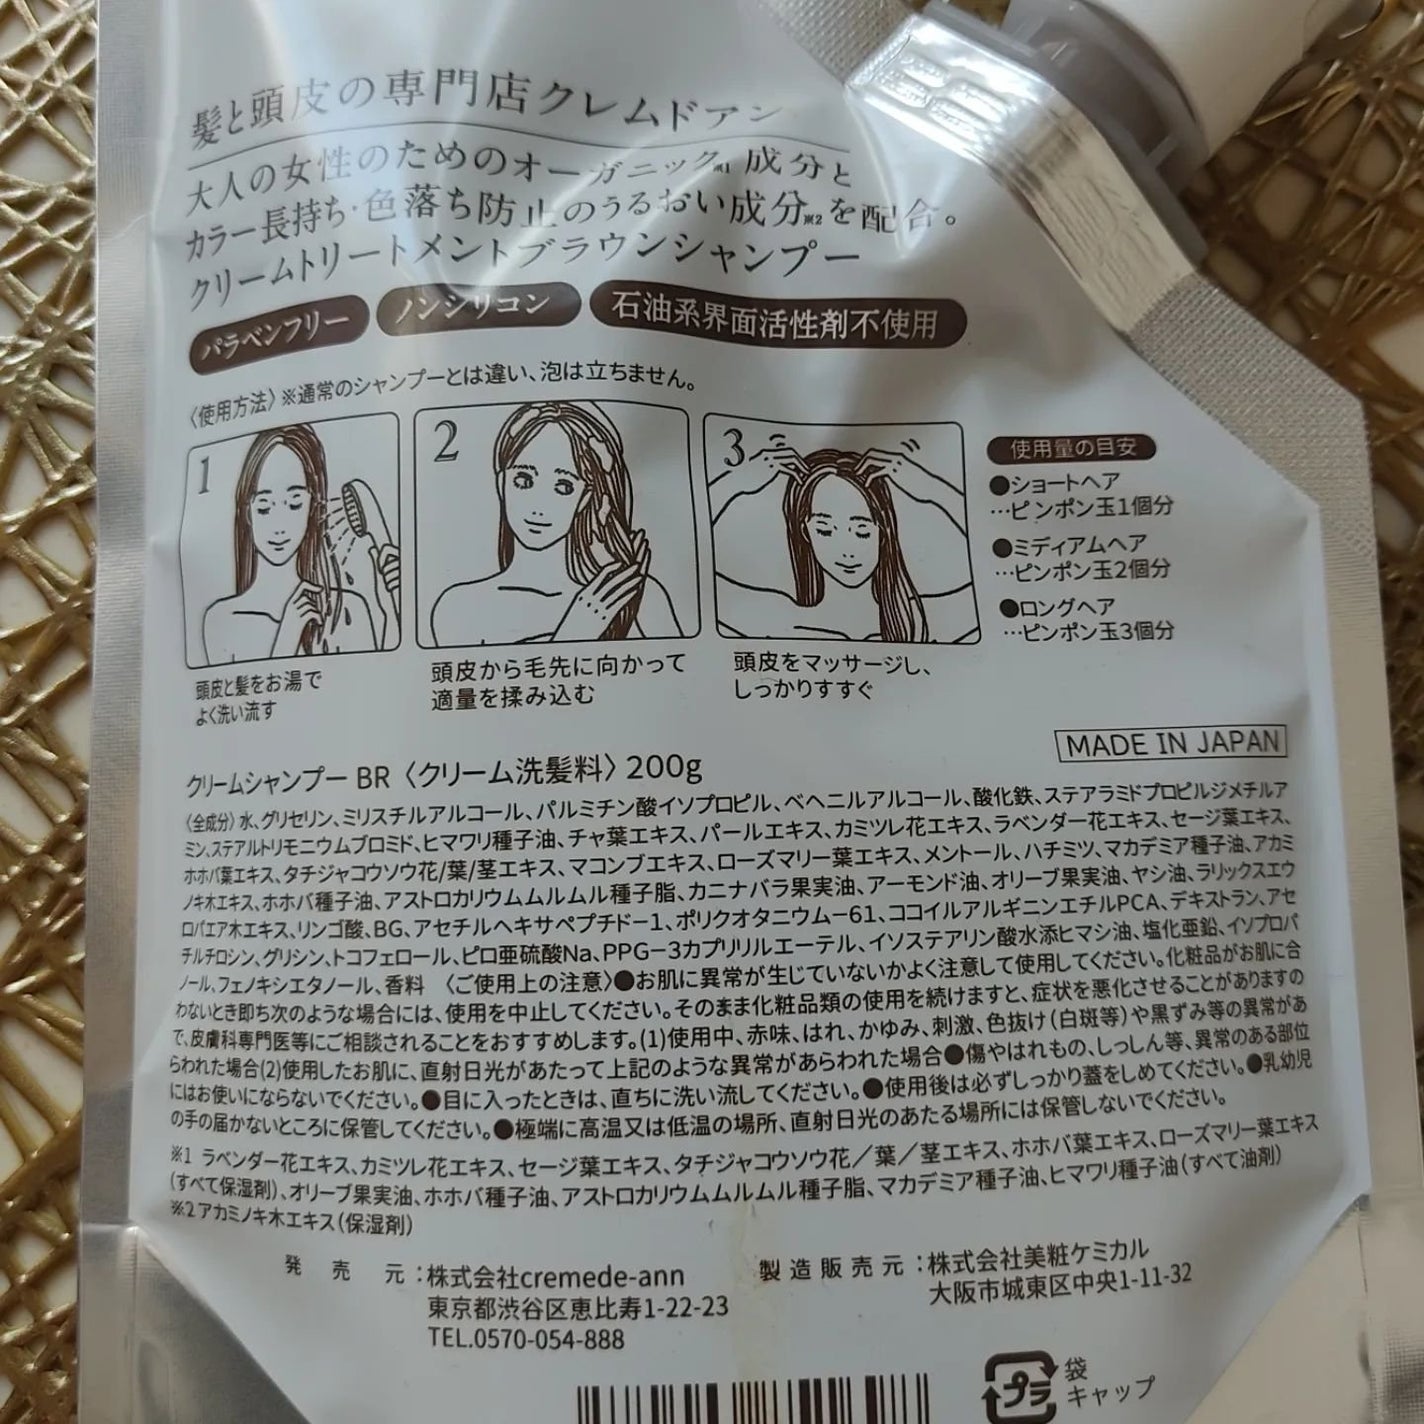 髪と頭皮の専門店クレムドアン
大人の女性のためのオーガニック※1成分と
カラー長持ち・色落ち防止のうるおい成分※2を配合。
クリームトリートメントブラウンシャンプー
パラベンフリー ノンシリコン 石油系界面活性剤不使用
〈使用方法〉※通常のシャンプーとは違い、泡は立ちません。
1
頭皮と髪をお湯で
よく洗い流す
2
頭皮から毛先に向かって
適量を揉み込む
3
頭皮をマッサージし、
しっかりすすぐ
使用量の目安
●ショートヘア
…ピンポン玉1個分
●ミディアムヘア
…ピンポン玉2個分
●ロングヘア
…ピンポン玉3個分
MADE IN JAPAN
クリームシャンプー BR〈クリーム洗髪料〉200g
〈全成分〉水、グリセリン、ミリスチルアルコール、パルミチン酸イソプロピル、ベヘニルアルコール、酸化鉄、ステアラミドプロピルジメチルア
ミン、ステアルトリモニウムブロミド、ヒマワリ種子油、チャ葉エキス、パールエキス、カミツレ花エキス、ラベンダー花エキス、セージ葉エキス、
ホホバ葉エキス、タチジャコウソウ花/葉/茎エキス、マコンブエキス、ローズマリー葉エキス、メントール、ハチミツ、マカデミア種子油、アカミ
ノキ木エキス、ホホバ種子油、アストロカリウムムルムル種子脂、カニナバラ果実油、アーモンド油、オリーブ果実油、ヤシ油、ラリックスエウ
ロパエア木エキス、リンゴ酸、BG、アセチルヘキサペプチド−1、ポリクオタニウム−61、ココイルアルギニンエチルPCA、デキストラン、アセ
チルチロシン、グリシン、トコフェロール、ピロ亜硫酸Na、PPG−3カプリリルエーテル、イソステアリン酸水添ヒマシ油、塩化亜鉛、イソプロパ
ノール、フェノキシエタノール、香料 〈ご使用上の注意〉●お肌に異常が生じていないかよく注意して使用してください。化粧品がお肌に合
わないとき即ち次のような場合には、使用を中止してください。そのまま化粧品類の使用を続けますと、症状を悪化させることがありますの
で、皮膚科専門医等にご相談されることをおすすめします。(1)使用中、赤味、はれ、かゆみ、刺激、色抜け(白斑等)や黒ずみ等の異常があ
らわれた場合(2)使用したお肌に、直射日光があたって上記のような異常があらわれた場合●傷やはれもの、しっしん等、異常のある部位
にはお使いにならないでください。●目に入ったときは、直ちに洗い流してください。●使用後は必ずしっかり蓋をしめてください。●乳幼児
の手の届かないところに保管してください。●極端に高温又は低温の場所、直射日光のあたる場所には保管しないでください。
※1 ラベンダー花エキス、カミツレ花エキス、セージ葉エキス、タチジャコウソウ花／葉／茎エキス、ホホバ葉エキス、ローズマリー葉エキス
(すべて保湿剤)、オリーブ果実油、ホホバ種子油、アストロカリウムムルムル種子脂、マカデミア種子油、ヒマワリ種子油(すべて油剤)
※2 アカミノキ木エキス(保湿剤)
発売元：株式会社cremede-ann
東京都渋谷区恵比寿1-22-23
TEL.0570-054-888
製造販売元：株式会社美粧ケミカル
大阪市城東区中央1-11-32
プラ
袋
キャップ